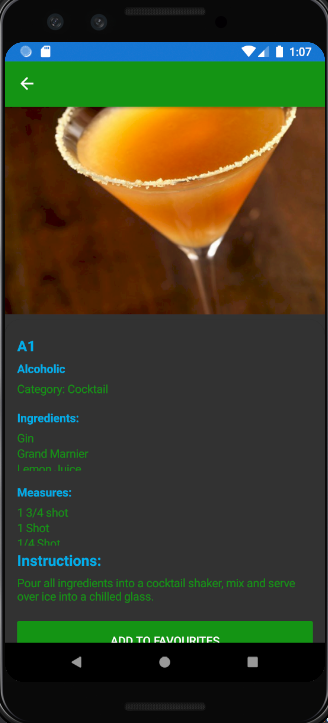 1:07
A1
Alcoholic
Category: Cocktail
Ingredients:
Gin
Grand Marnier
Lemon Juice
Measures:
1 3/4 shot
1 Shot
1/4 Shot
Instructions:
Pour all ingredients into a cocktail shaker, mix and serve
over ice into a chilled glass.
ADD TO FAVOURITES